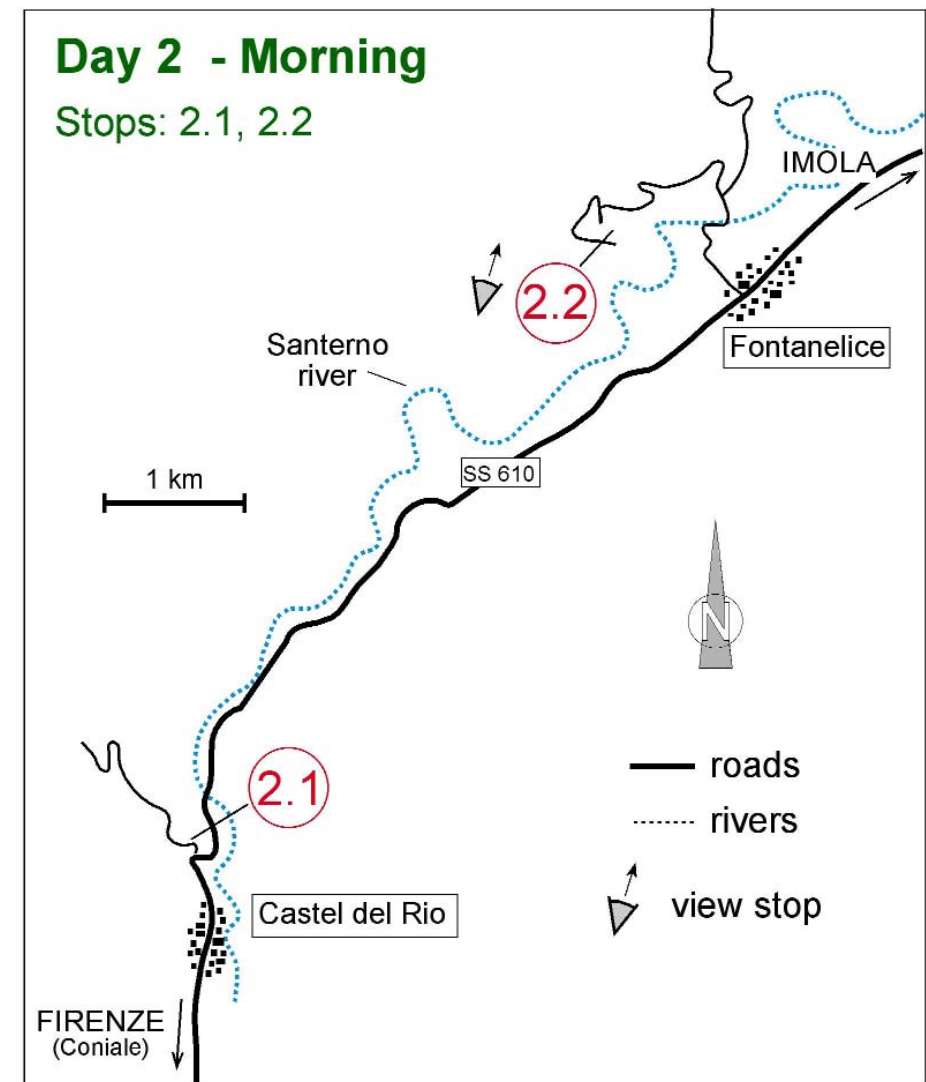 Day 2 - Morning
Stops: 2.1, 2.2
IMOLA
2.2
Fontanelice
Santerno
river
SS 610
1 km
N
2.1
roads
rivers
view stop
Castel del Rio
FIRENZE
(Coniale)